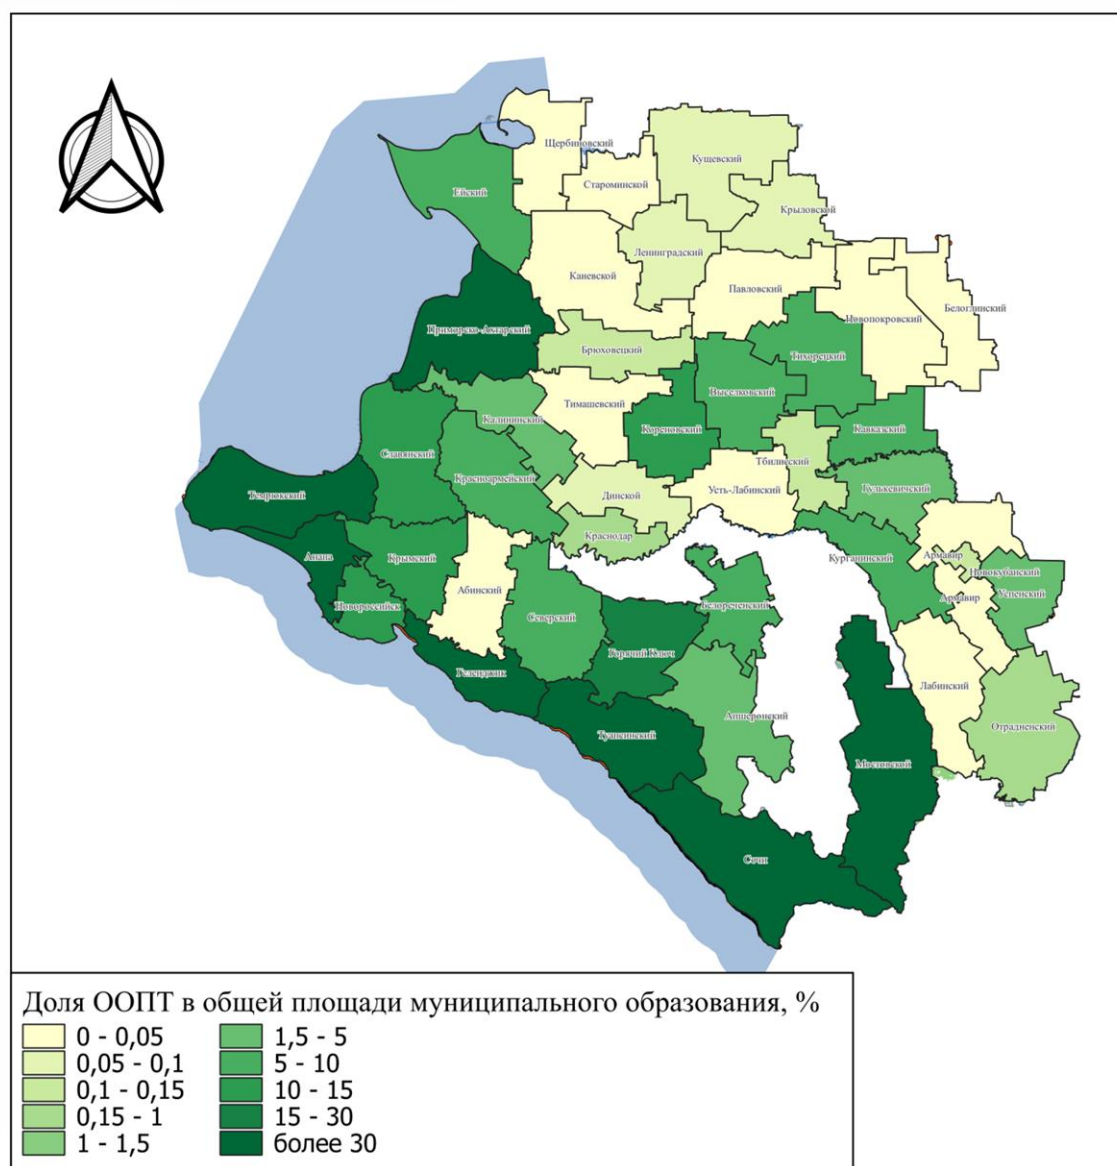 Щербиновский
Кущевский
Староминской
Ейский
Крыловской
Ленинградский
Каневской
Павловский
Белоглинский
Новопокровский
Приморско-Ахтарский
Брюховецкий
Тихорецкий
Выселковский
Тимашевский
Калининский
Кореновский
Кавказский
Славянский
Тбилисский
Красноармейский
Усть-Лабинский
Гулькевичский
Темрюкский
Динской
Краснодар
Анапа
Крымский
Курганинский
Армавир
Новокубанский
Абинский
Успенский
Армавир
Новороссийск
Белореченский
Северский
Горячий Ключ
Геленджик
Лабинский
Апшеронский
Отрадненский
Туапсинский
Мостовской
Сочи
Доля ООПТ в общей площади муниципального образования, %
0 - 0,05
0,05 - 0,1
0,1 - 0,15
0,15 - 1
1 - 1,5
1,5 - 5
5 - 10
10 - 15
15 - 30
более 30